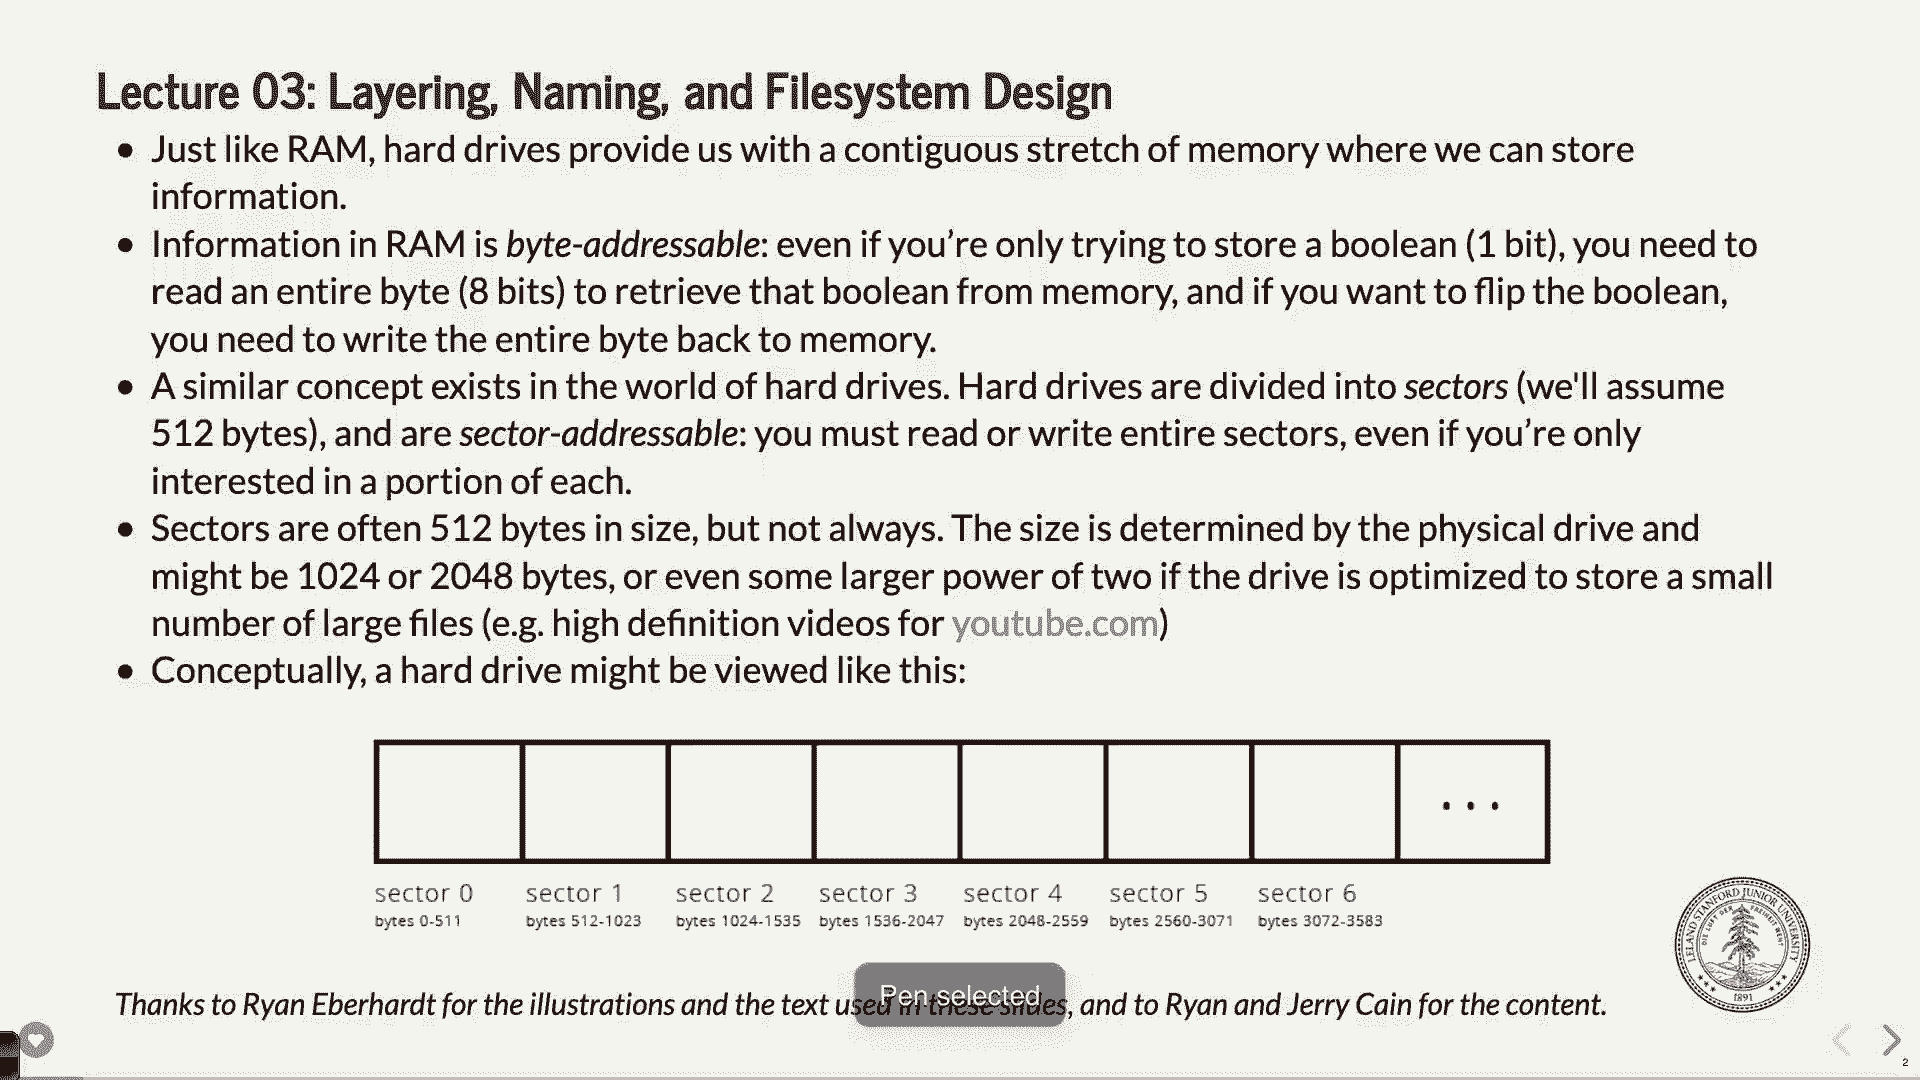 Lecture 03: Layering, Naming, and Filesystem Design
• Just like RAM, hard drives provide us with a contiguous stretch of memory where we can store
information.
• Information in RAM is byte-addressable: even if you’re only trying to store a boolean (1 bit), you need to
read an entire byte (8 bits) to retrieve that boolean from memory, and if you want to flip the boolean,
you need to write the entire byte back to memory.
• A similar concept exists in the world of hard drives. Hard drives are divided into sectors (we'll assume
512 bytes), and are sector-addressable: you must read or write entire sectors, even if you’re only
interested in a portion of each.
• Sectors are often 512 bytes in size, but not always. The size is determined by the physical drive and
might be 1024 or 2048 bytes, or even some larger power of two if the drive is optimized to store a small
number of large files (e.g. high definition videos for youtube.com)
• Conceptually, a hard drive might be viewed like this:
. . .
sector 0 sector 1 sector 2 sector 3 sector 4 sector 5 sector 6
bytes 0-511 bytes 512-1023 bytes 1024-1535 bytes 1536-2047 bytes 2048-2559 bytes 2560-3071 bytes 3072-3583
LELAND STANFORD JUNIOR UNIVERSITY
DIE LUFT DER FREIHEIT WEHT
1891
Pen selected
Thanks to Ryan Eberhardt for the illustrations and the text used in these slides, and to Ryan and Jerry Cain for the content.
2